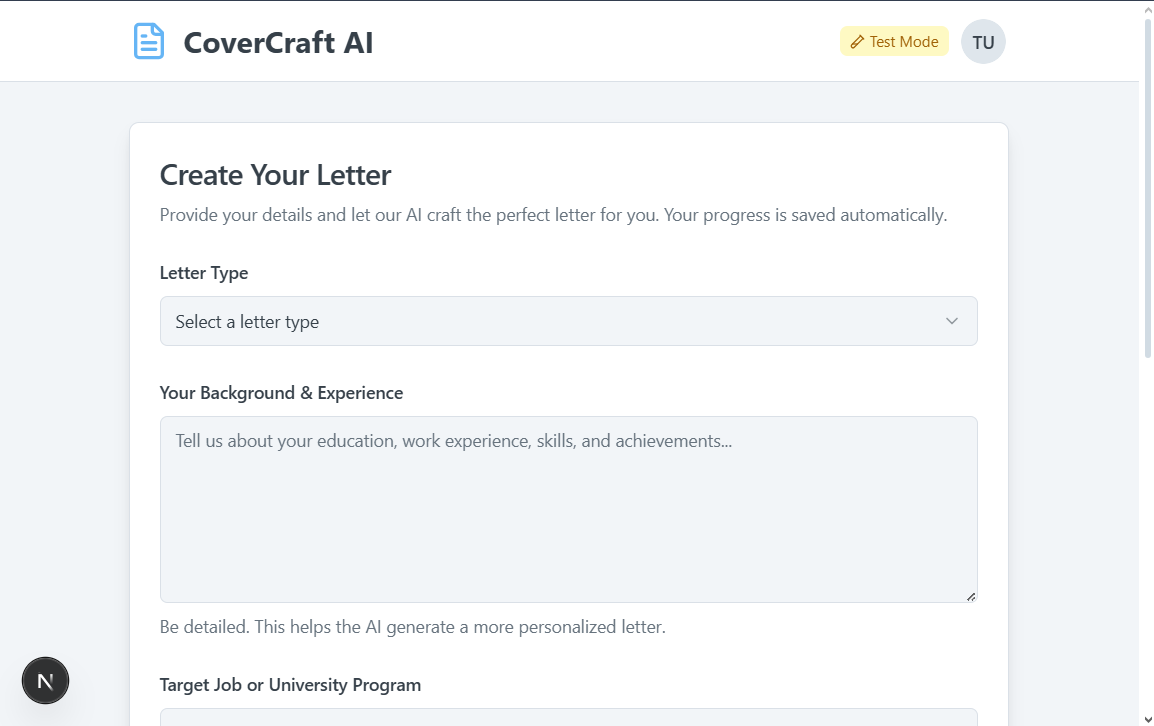 CoverCraft AI
Test Mode
TU
Create Your Letter
Provide your details and let our AI craft the perfect letter for you. Your progress is saved automatically.
Letter Type
Select a letter type
Your Background & Experience
Tell us about your education, work experience, skills, and achievements...
Be detailed. This helps the AI generate a more personalized letter.
N
Target Job or University Program